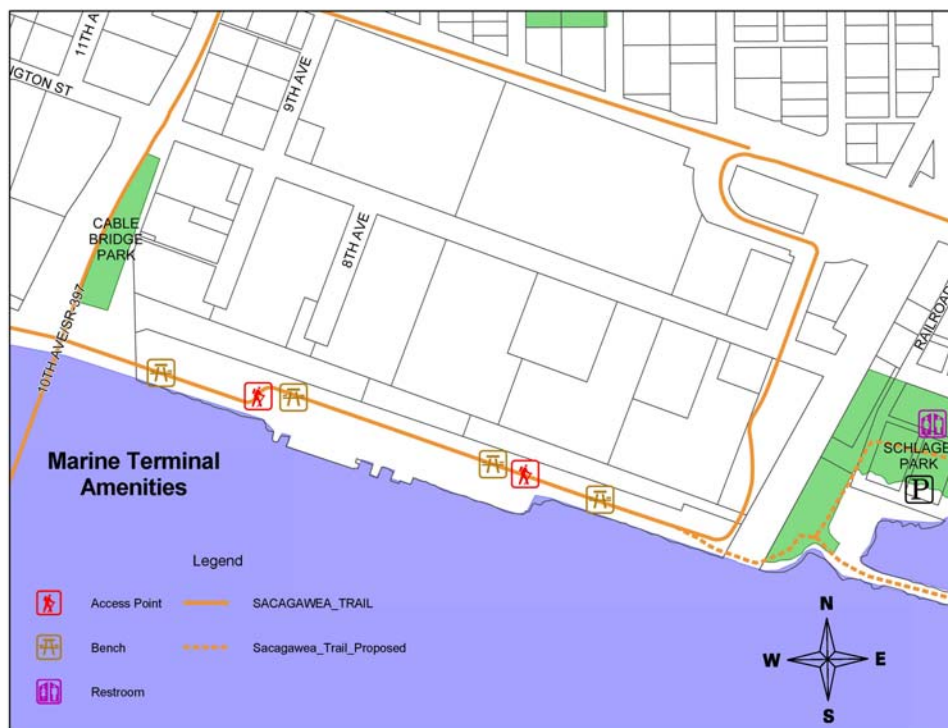 11TH A
NGTON ST
9TH AVE
CABLE
BRIDGE
PARK
8TH AVE
10TH AVE/SR-397
RAILROAD
SCHLAGE
PARK
P
Marine Terminal
Amenities
Legend
Access Point
SACAGAWEA_TRAIL
Bench
Sacagawea_Trail_Proposed
Restroom
N
W
E
S